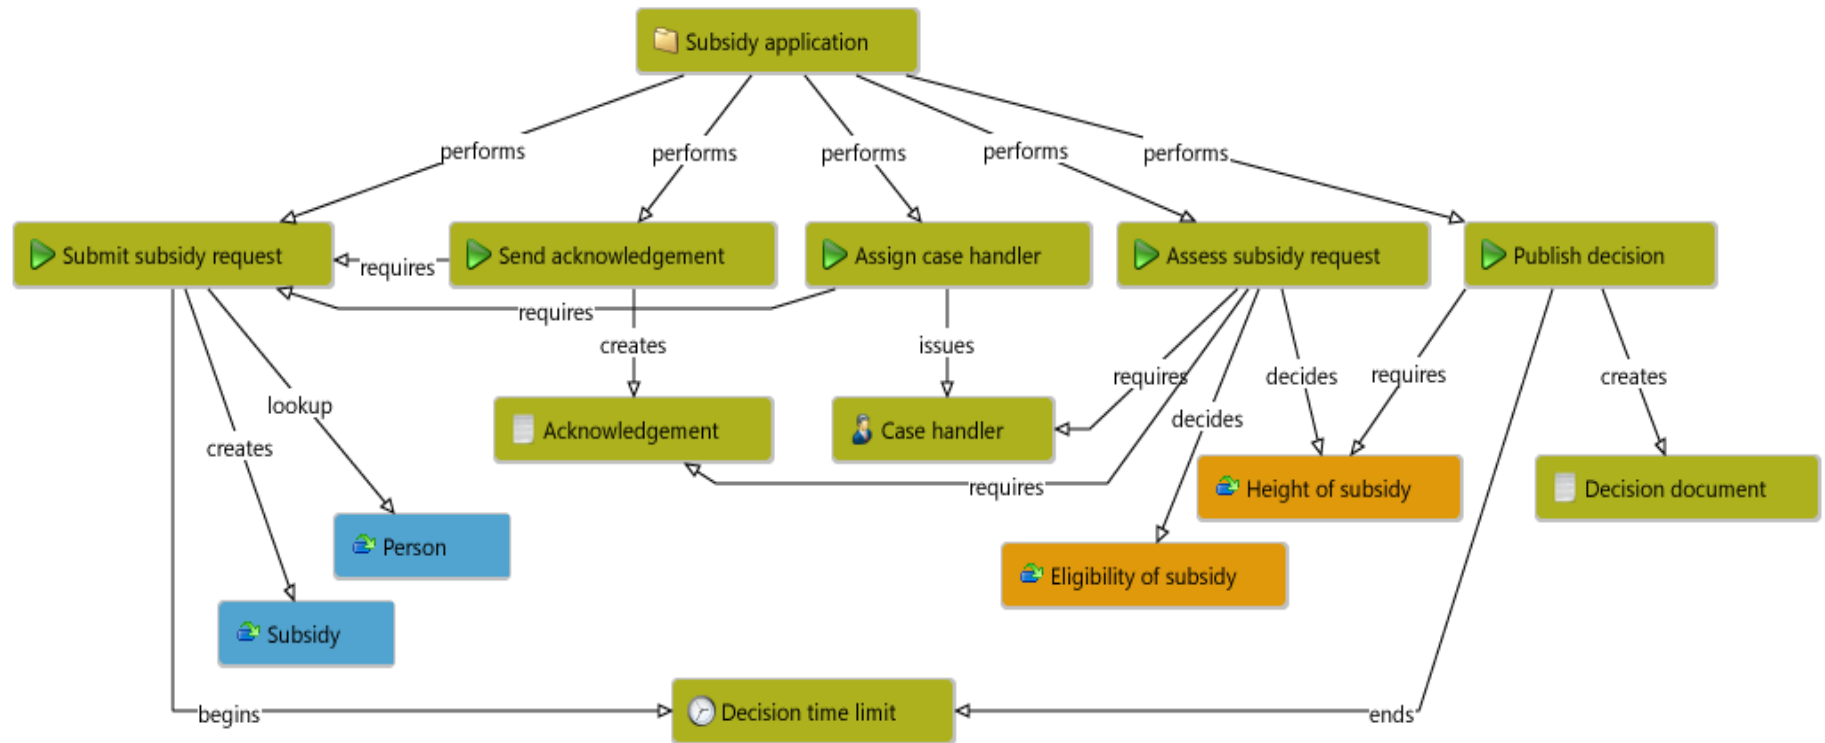 Subsidy application
performs
performs
performs
performs
performs
Submit subsidy request
Send acknowledgement
Assign case handler
Assess subsidy request
Publish decision
requires
requires
creates
issues
requires
decides
requires
creates
lookup
decides
creates
Acknowledgement
Case handler
requires
Height of subsidy
Decision document
Person
Eligibility of subsidy
Subsidy
begins
Decision time limit
ends